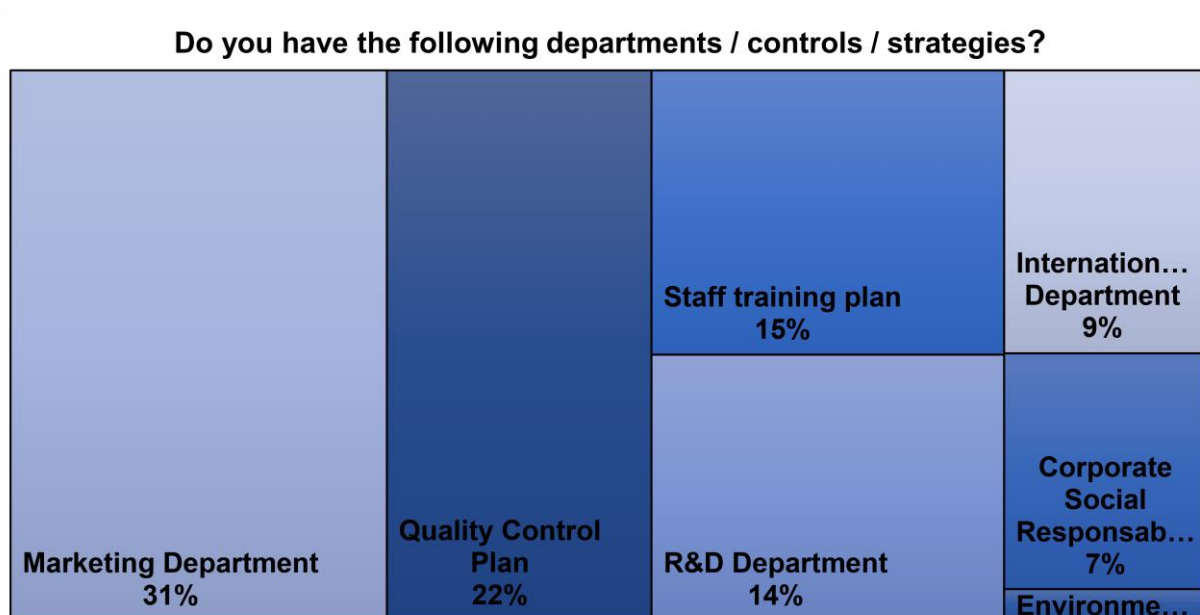 Do you have the following departments / controls / strategies?
Marketing Department
31%
Quality Control
Plan
22%
Staff training plan
15%
R&D Department
14%
Internation...
Department
9%
Corporate
Social
Responsab...
7%
Environme...